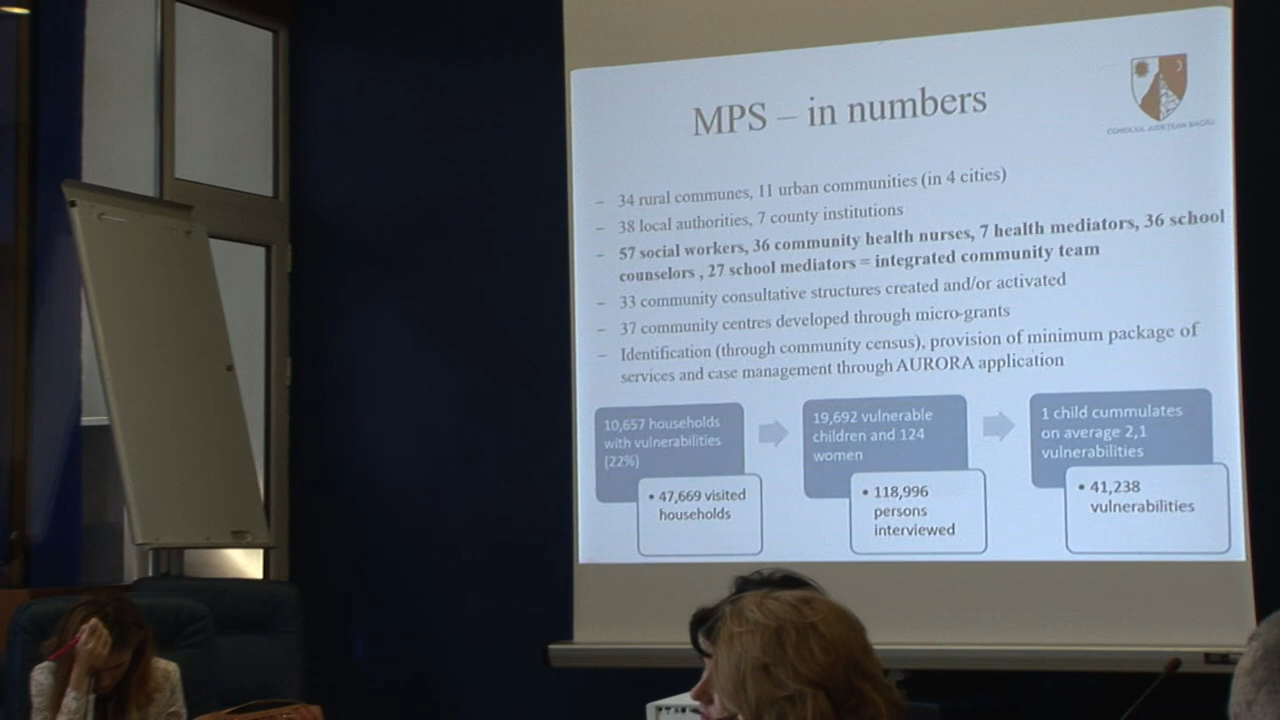 MPS – in numbers
CONSILIUL JUDEȚEAN BACĂU
– 34 rural communes, 11 urban communities (in 4 cities)
– 38 local authorities, 7 county institutions
– 57 social workers, 36 community health nurses, 7 health mediators, 36 school
counselors , 27 school mediators = integrated community team
– 33 community consultative structures created and/or activated
– 37 community centres developed through micro-grants
– Identification (through community census), provision of minimum package of
services and case management through AURORA application
10,657 households
with vulnerabilities
(22%)
• 47,669 visited
households
19,692 vulnerable
children and 124
women
• 118,996
persons
interviewed
1 child cummulates
on average 2,1
vulnerabilities
• 41,238
vulnerabilities